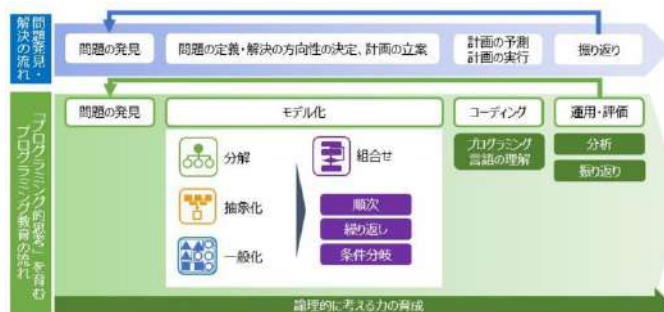 問題発見・
解決の流れ
問題の発見
問題の定義・解決の方向性の決定、計画の立案
計画の予測
計画の実行
振り返り
「プログラミング的思考」を育む
プログラミング教育の流れ
問題の発見
モデル化
コーディング
運用・評価
分解
抽象化
一般化
組合せ
順次
繰り返し
条件分岐
プログラミング
言語の理解
分析
振り返り
論理的に考える力の育成